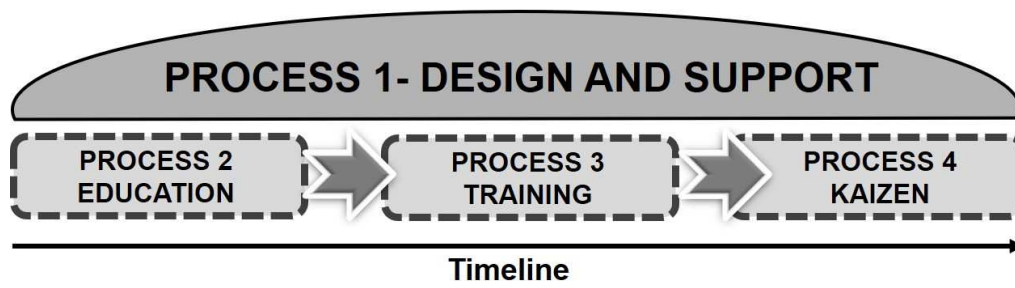 PROCESS 1- DESIGN AND SUPPORT
PROCESS 2
EDUCATION
PROCESS 3
TRAINING
PROCESS 4
KAIZEN
Timeline